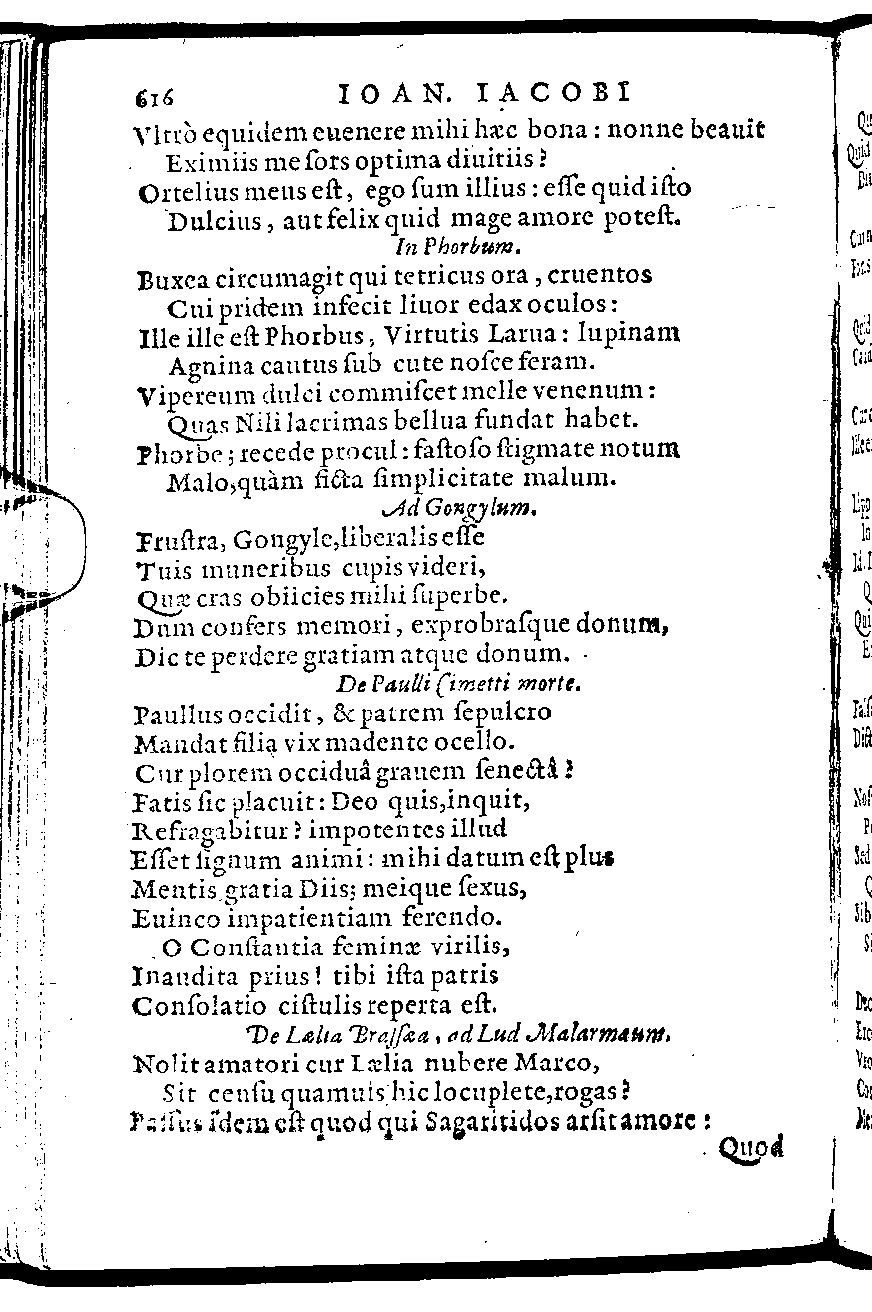 616 IOAN. IACOBI
Vltrò equidem euenere mihi hæc bona : nonne beauit
Eximiis me ſors optima diuitiis ?
Ortelius meus eſt, ego ſum illius : eſſe quid iſto
Dulcius, aut felix quid mage amore poteſt.
In Phorbum.
Buxea circumagit qui tetricus ora, cruentos
Cui pridem infecit liuor edax oculos :
Ille ille eſt Phorbus, Virtutis Larua : lupinam
Agnina cautus ſub cute noſce feram.
Vipereum dulci commiſcet melle venenum :
Quas Nili lacrimas bellua fundat habet.
Phorbe ; recede procul : faſtoſo ſtigmate notum
Malo, quàm ficta ſimplicitate malum.
Ad Gongylum.
Fruſtra, Gongyle, liberalis eſſe
Tuis muneribus cupis videri,
Quæ cras obiicies mihi ſuperbe.
Dum confers memori, exprobraſque donum,
Dic te perdere gratiam atque donum.
De Paulli Cimetti morte.
Paullus occidit, & patrem ſepulcro
Mandat filia vix madente ocello.
Cur plorem occiduâ grauem ſenectâ ?
Fatis ſic placuit : Deo quis, inquit,
Refragabitur ? impotentes illud
Eſſet ſignum animi : mihi datum eſt plus
Mentis gratia Diis; meique ſexus,
Euinco impatientiam ferendo.
O Conſtantia feminæ virilis,
Inaudita prius ! tibi iſta patris
Conſolatio ciſtulis reperta eſt.
De Lælia Braſſæa, ad Lud Malarmæum.
Nolit amatori cur Lælia nubere Marco,
Sit cenſu quamuis hic locuplete, rogas ?
Paſſus idem eſt quod qui Sagaritidos arſit amore :
Quod